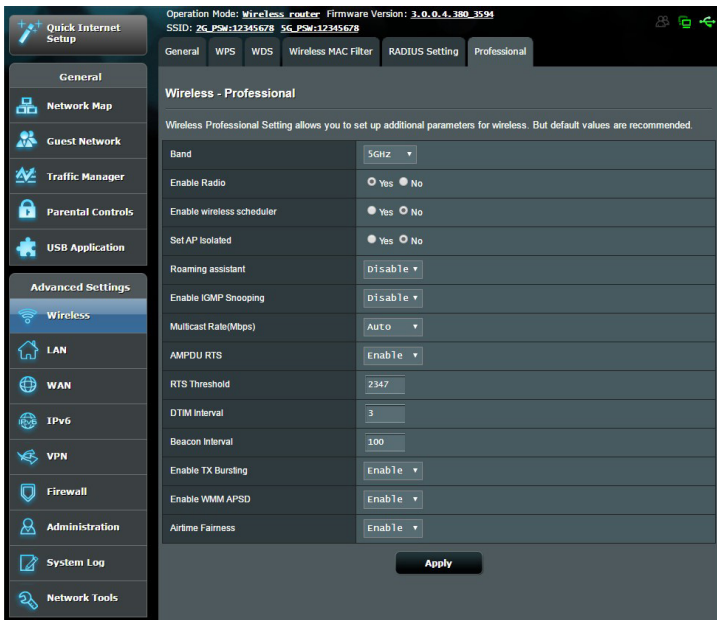 Quick Internet
Setup
General
Network Map
Guest Network
Traffic Manager
Parental Controls
USB Application
Advanced Settings
Wireless
LAN
WAN
IPv6
IPv6
VPN
Firewall
Administration
System Log
Network Tools
Operation Mode: Wireless router Firmware Version: 3.0.0.4.380_3594
SSID: 2G_PSW:12345678 5G_PSW:12345678
General WPS WDS Wireless MAC Filter RADIUS Setting Professional
Wireless - Professional
Wireless Professional Setting allows you to set up additional parameters for wireless. But default values are recommended.
Band 5GHz
Enable Radio Yes No
Enable wireless scheduler Yes No
Set AP Isolated Yes No
Roaming assistant Disable
Enable IGMP Snooping Disable
Multicast Rate(Mbps) Auto
AMPDU RTS Enable
RTS Threshold 2347
DTIM Interval 3
Beacon Interval 100
Enable TX Bursting Enable
Enable WMM APSD Enable
Airtime Fairness Enable
Apply